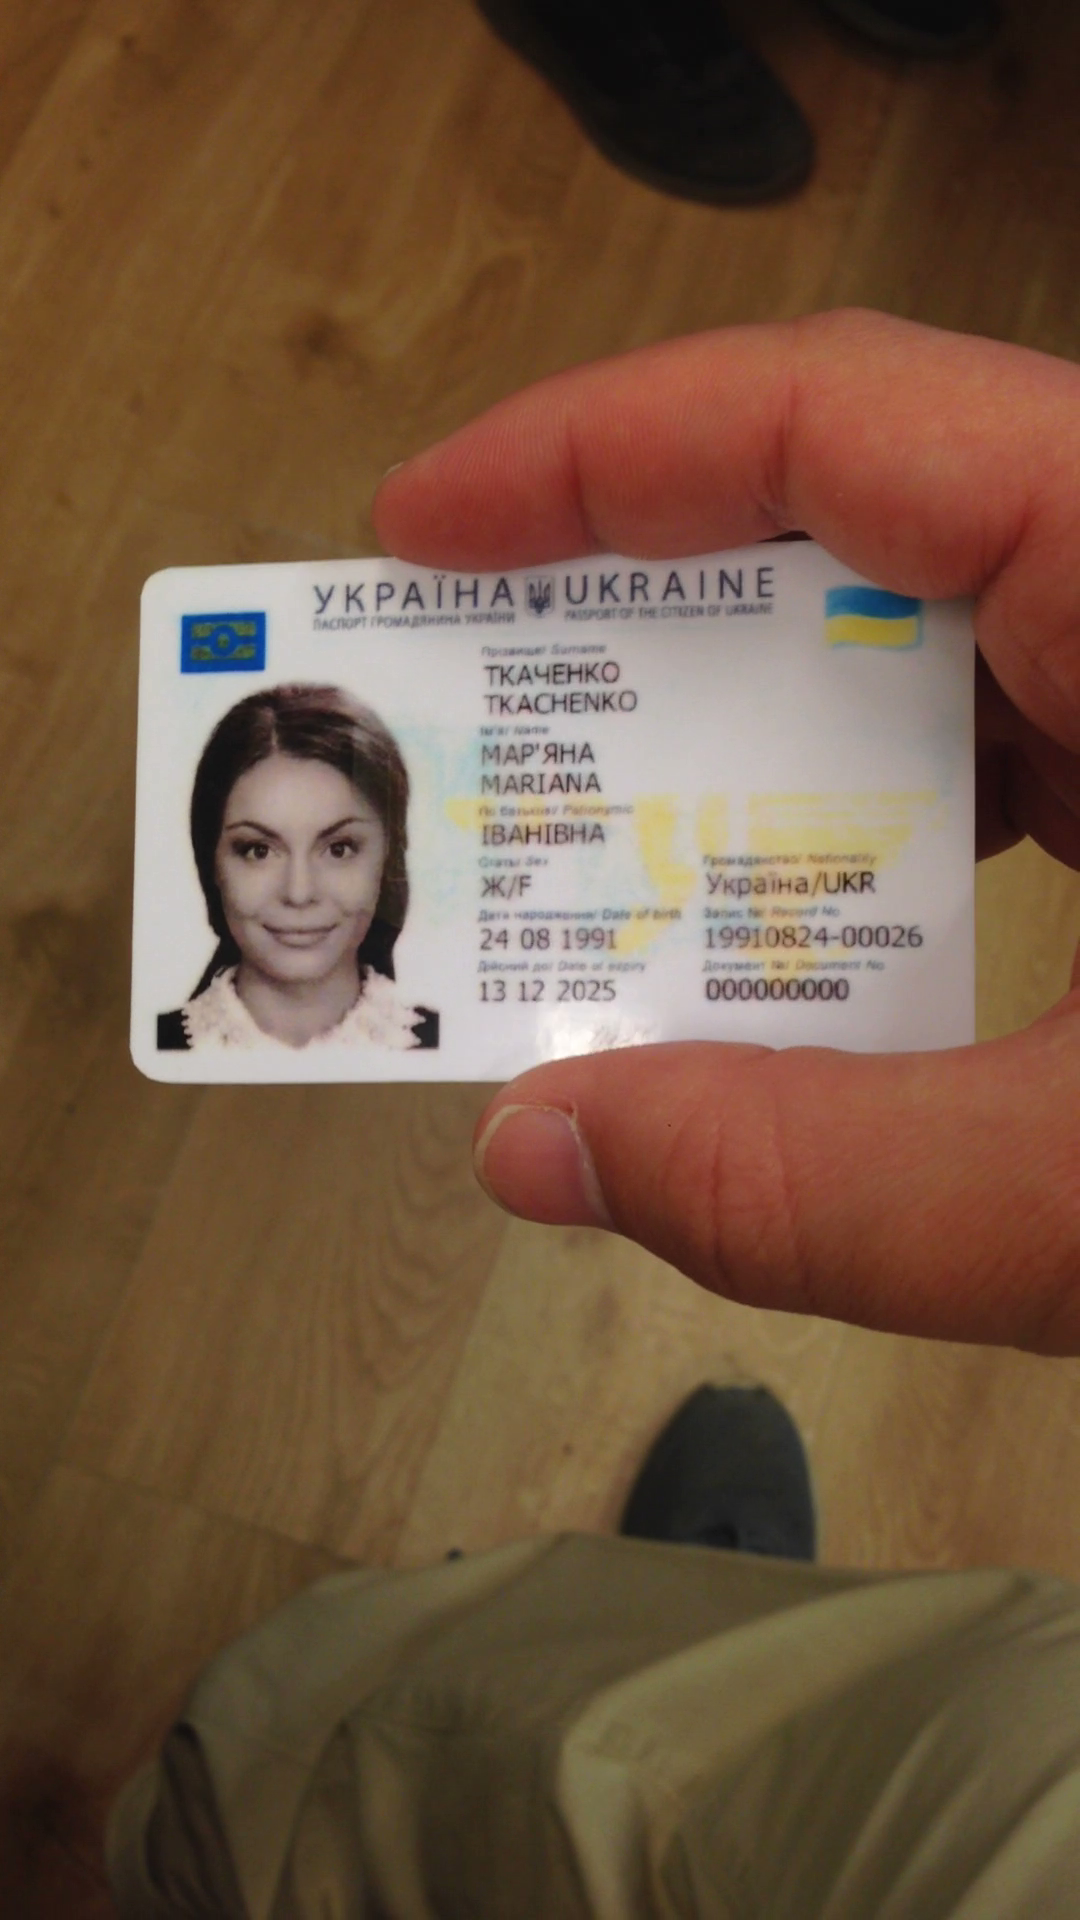 УКРАЇНА UKRAINE
ПАСПОРТ ГРОМАДЯНИНА УКРАЇНИ PASSPORT OF THE CITIZEN OF UKRAINE
Прізвище/ Surname
ТКАЧЕНКО
TKACHENKO
Ім'я/ Name
МАР'ЯНА
MARIANA
По батькові/ Patronymic
ІВАНІВНА
Стать/ Sex Громадянство/ Nationality
Ж/F Україна/UKR
Дата народження/ Date of birth Запис №/ Record No.
24 08 1991 19910824-00026
Дійсний до/ Date of expiry Документ №/ Document No.
13 12 2025 000000000